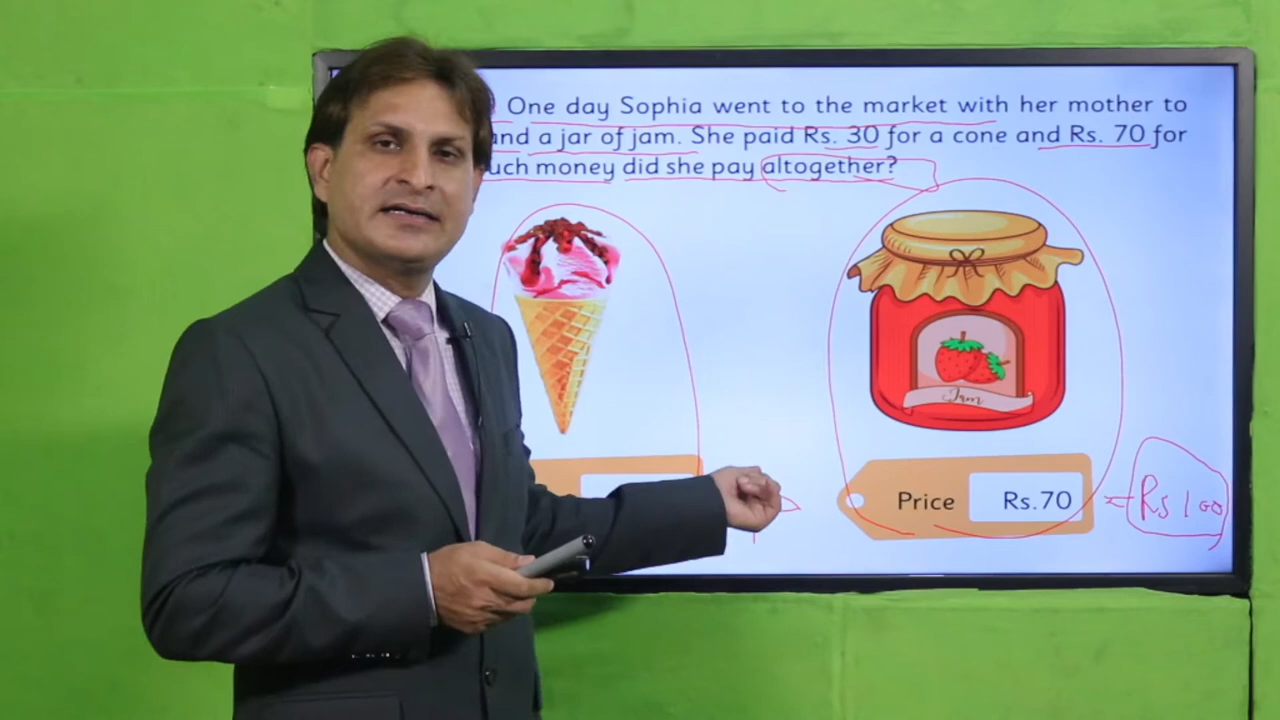 One day Sophia went to the market with her mother to
and a jar of jam. She paid Rs. 30 for a cone and Rs. 70 for
uch money did she pay altogether?
Jam
Price Rs.70 = Rs 100